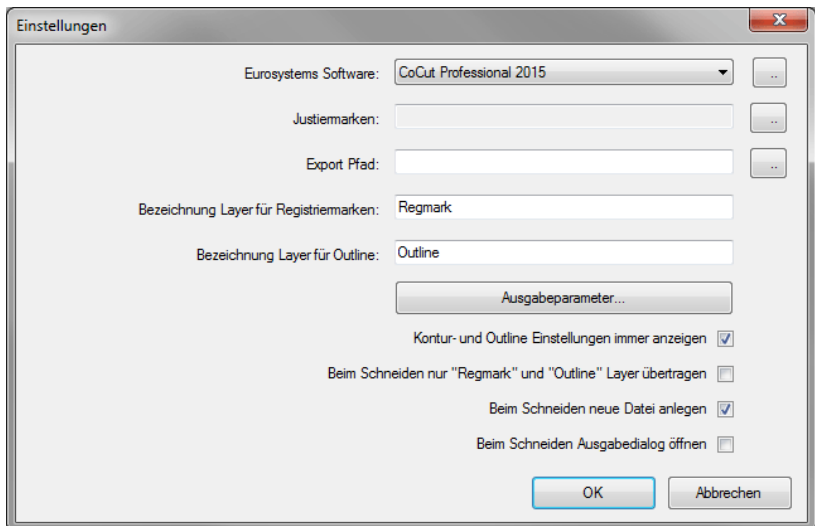 Einstellungen
Eurosystems Software: CoCut Professional 2015 ..
Justiermarken: ..
Export Pfad: ..
Bezeichnung Layer für Registriermarken: Regmark
Bezeichnung Layer für Outline: Outline
Ausgabeparameter...
Kontur- und Outline Einstellungen immer anzeigen
Beim Schneiden nur "Regmark" und "Outline" Layer übertragen
Beim Schneiden neue Datei anlegen
Beim Schneiden Ausgabedialog öffnen
OK Abbrechen